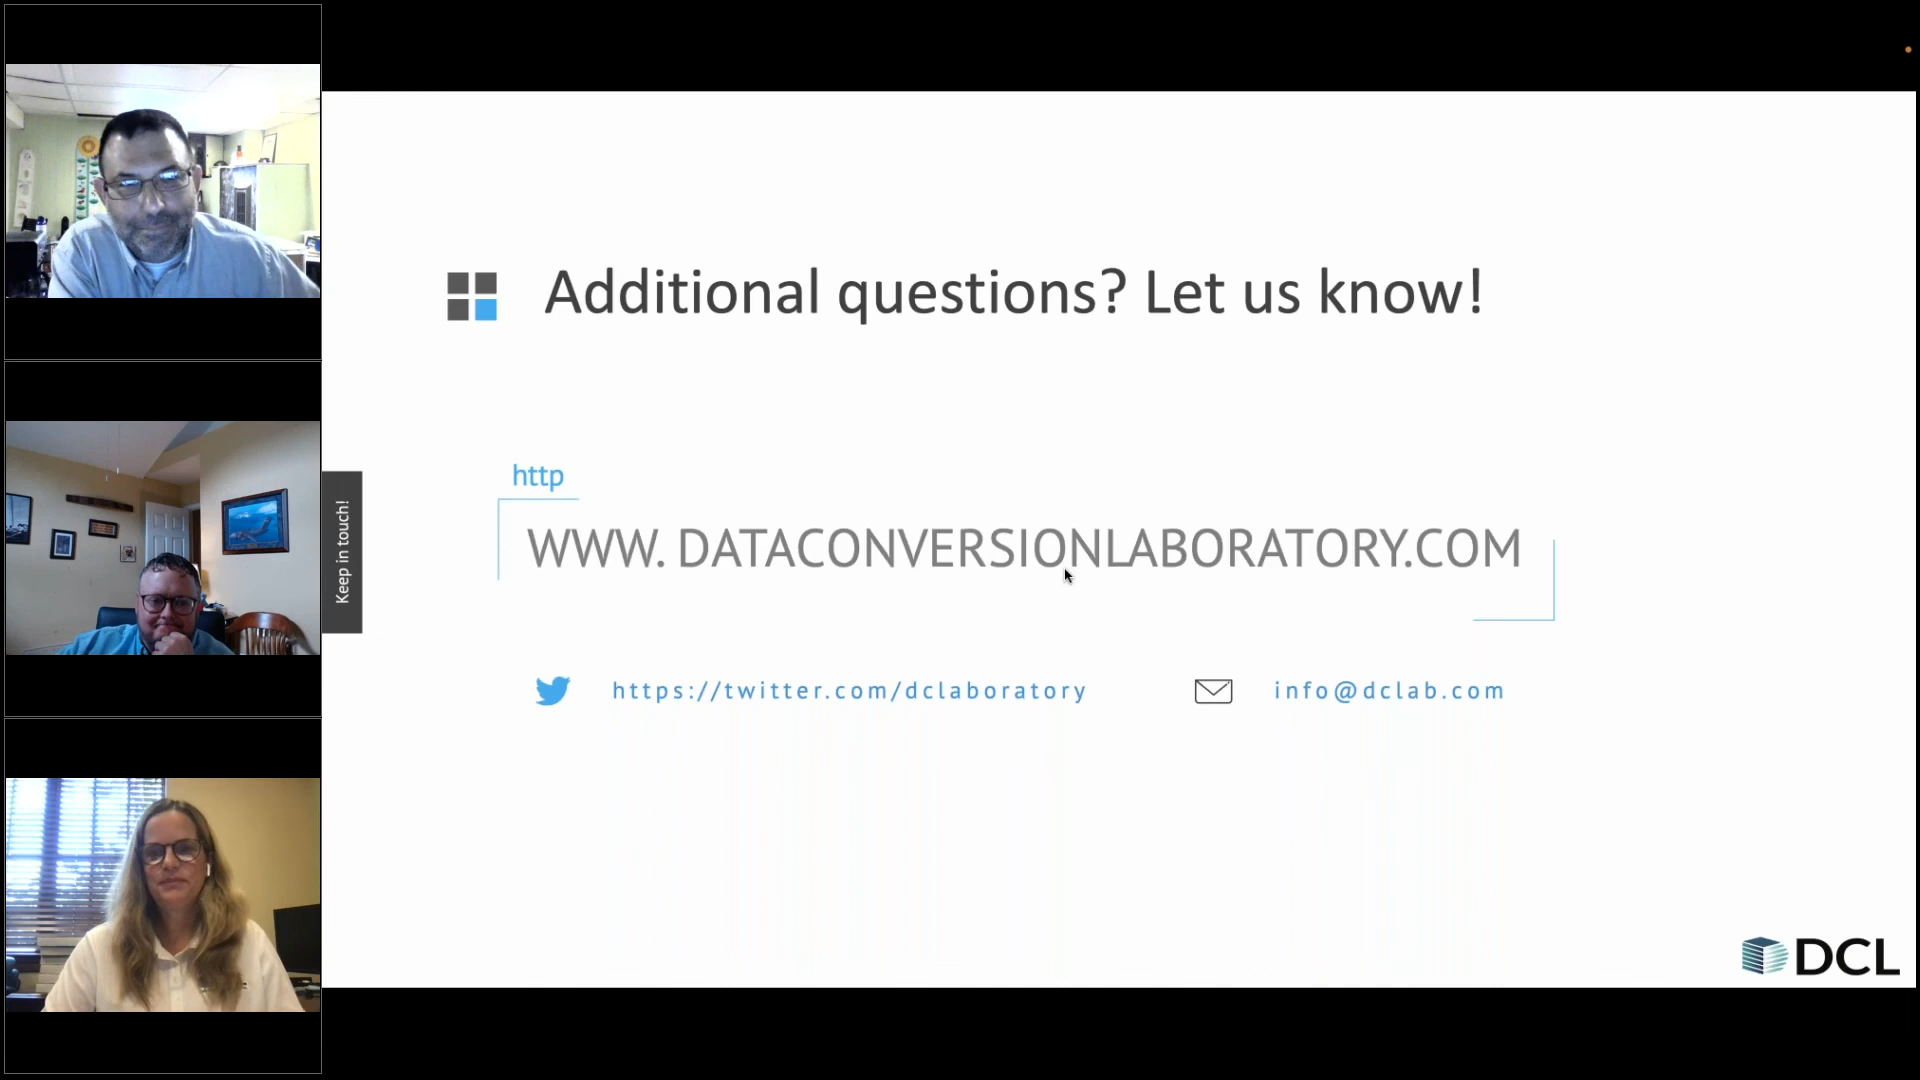 Additional questions? Let us know!
http
WWW. DATACONVERSIONLABORATORY.COM
Keep in touch!
https://twitter.com/dclaboratory
info@dclab.com
DCL